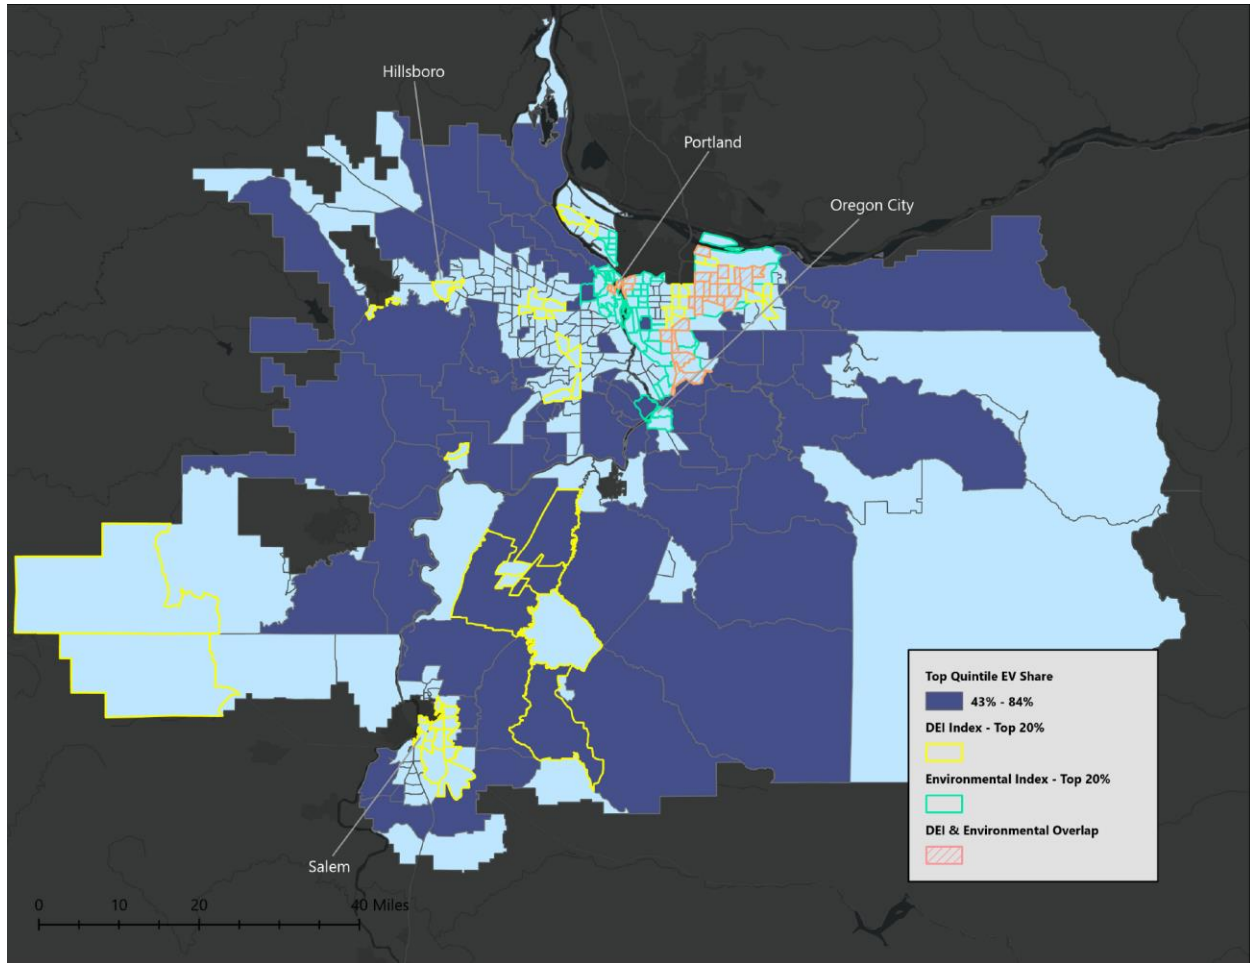 Hillsboro
Portland
Oregon City
Top Quintile EV Share
43% - 84%
DEI Index - Top 20%
Environmental Index - Top 20%
DEI & Environmental Overlap
Salem
0 10 20 40 Miles